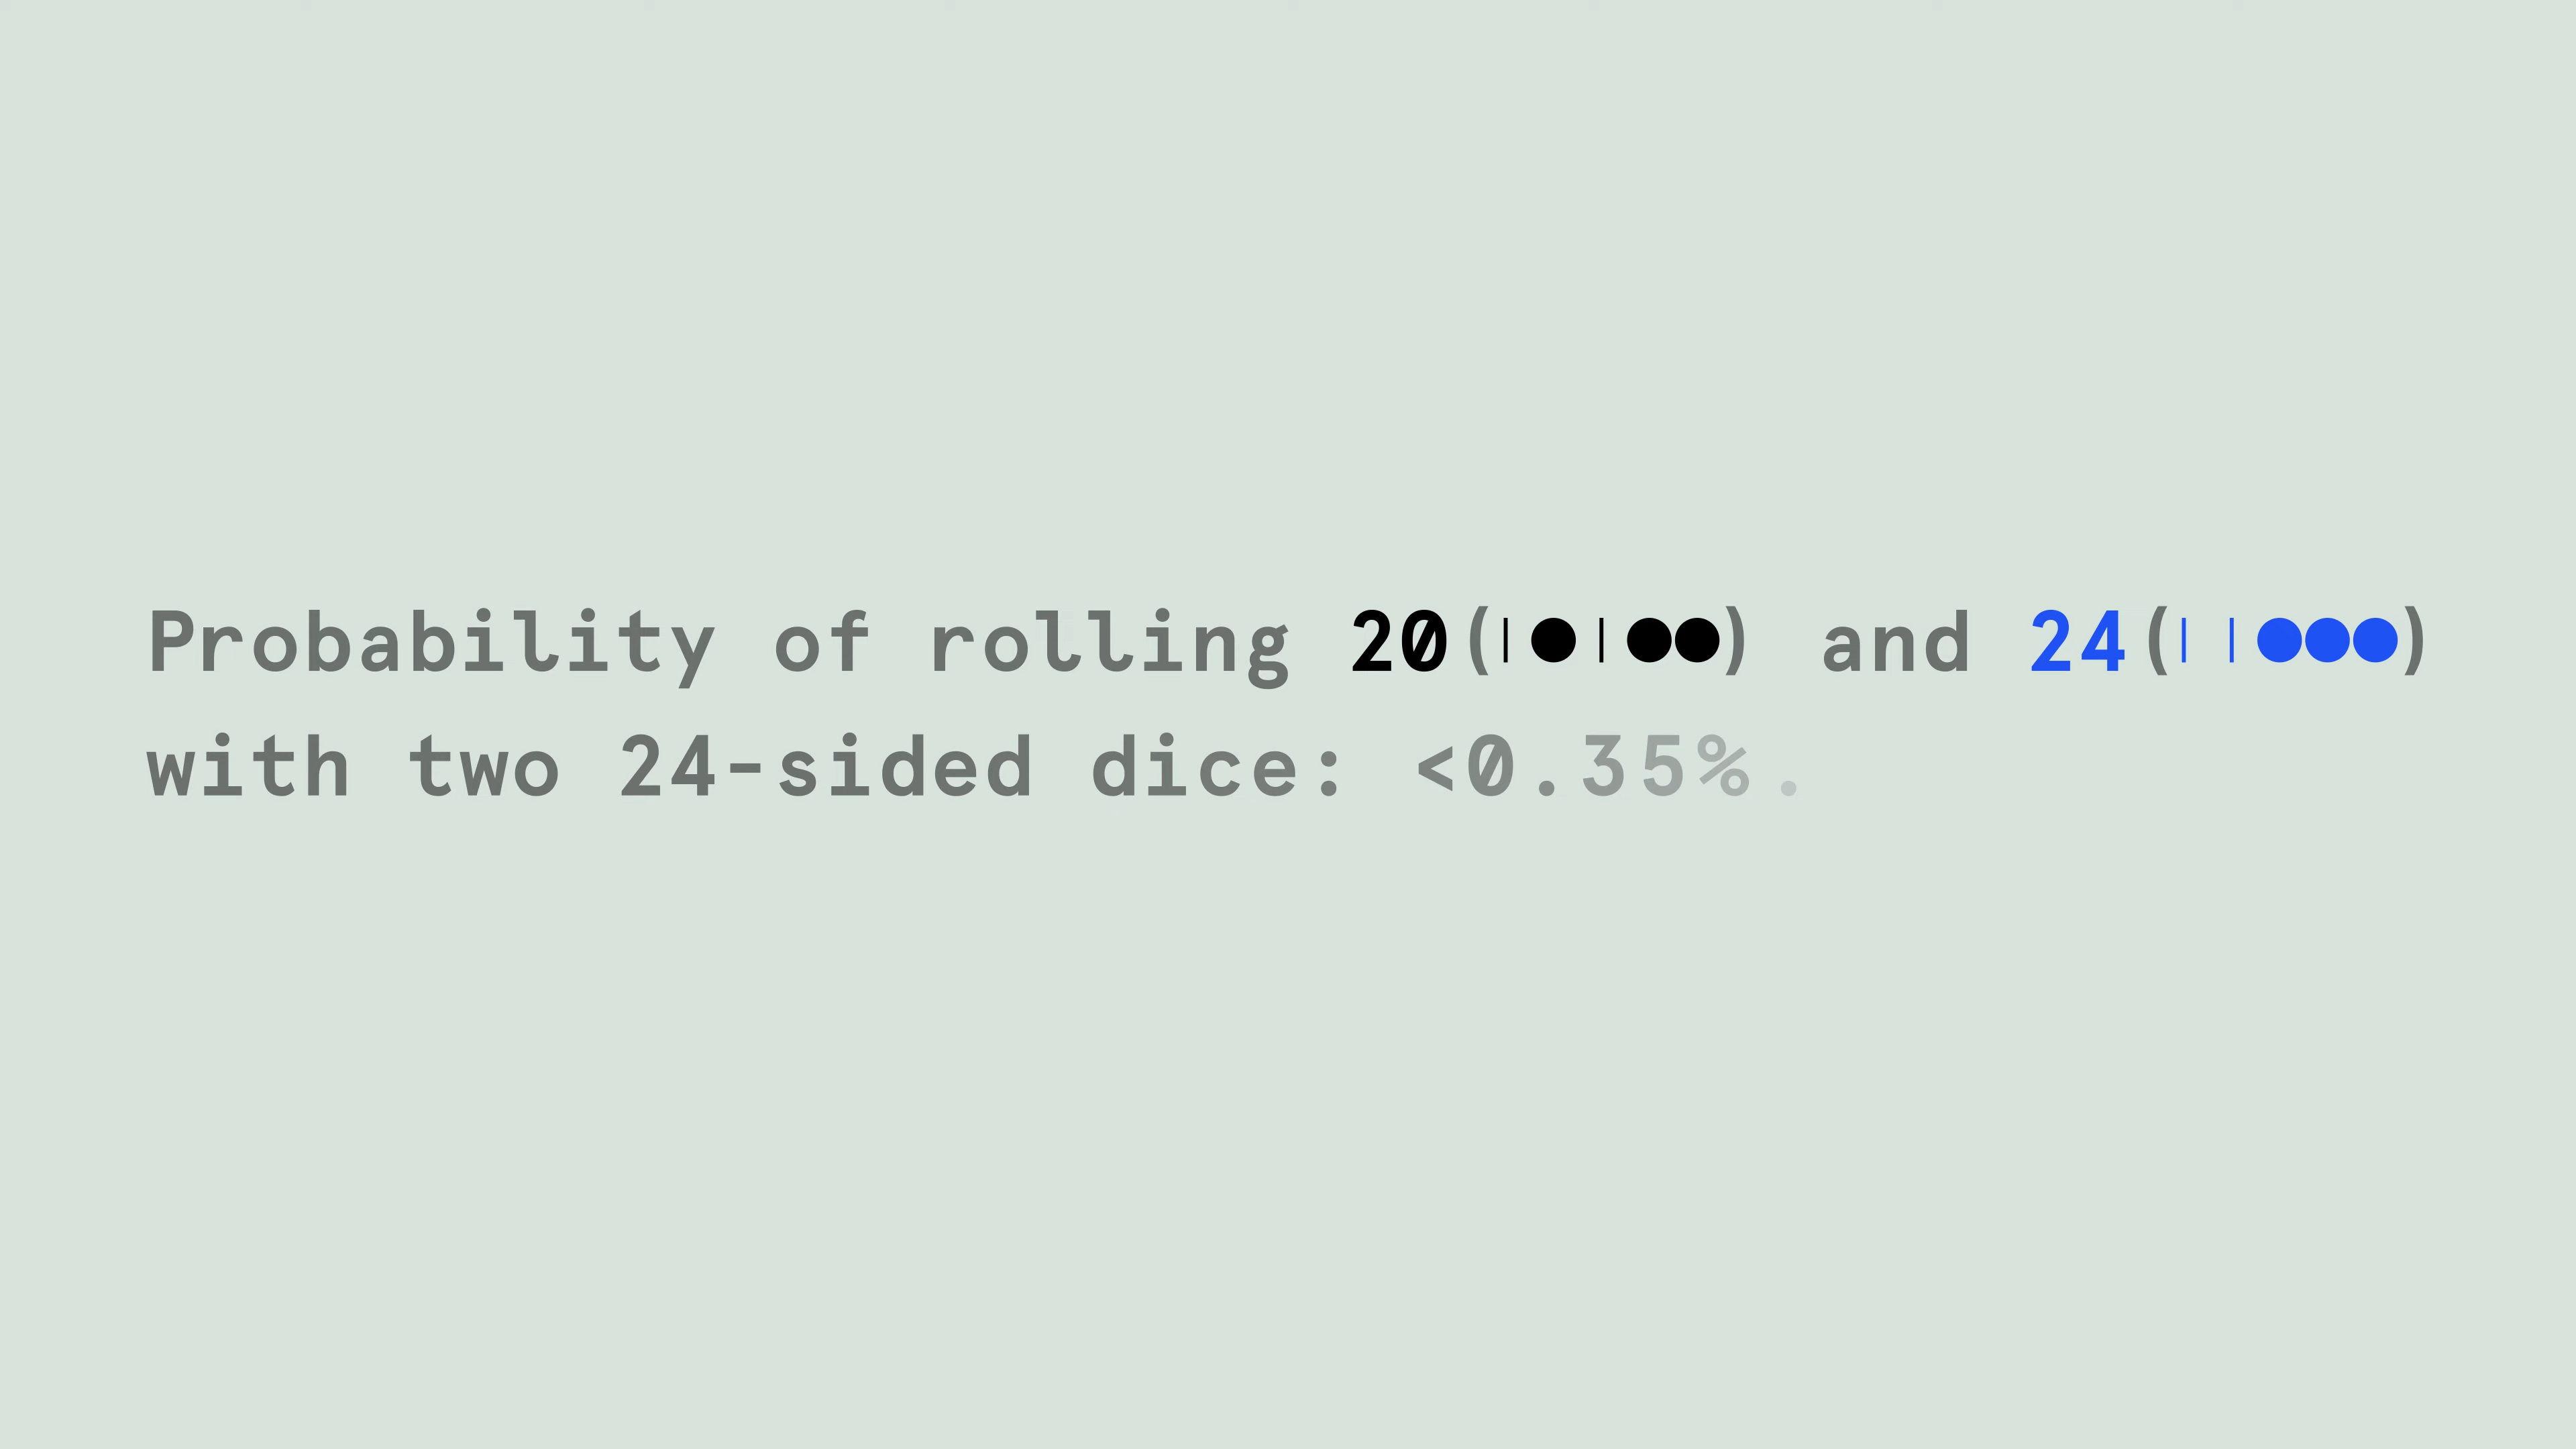 Probability of rolling 20(|●|●●) and 24(||●●●)
with two 24-sided dice: <0.35%.